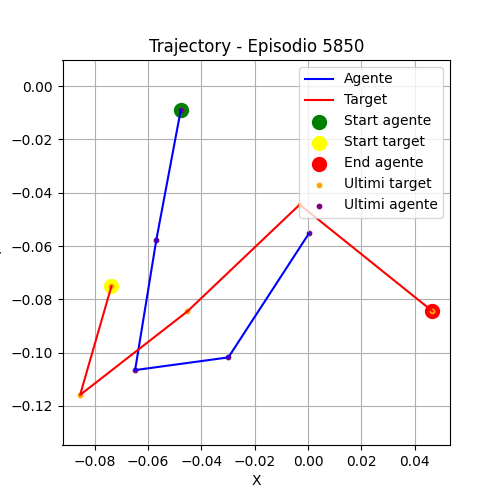 Trajectory - Episodio 5850
0.00
−0.02
−0.04
−0.06
−0.08
−0.10
−0.12
Agente
Target
Start agente
Start target
End agente
Ultimi target
Ultimi agente
−0.08 −0.06 −0.04 −0.02 0.00 0.02 0.04
X